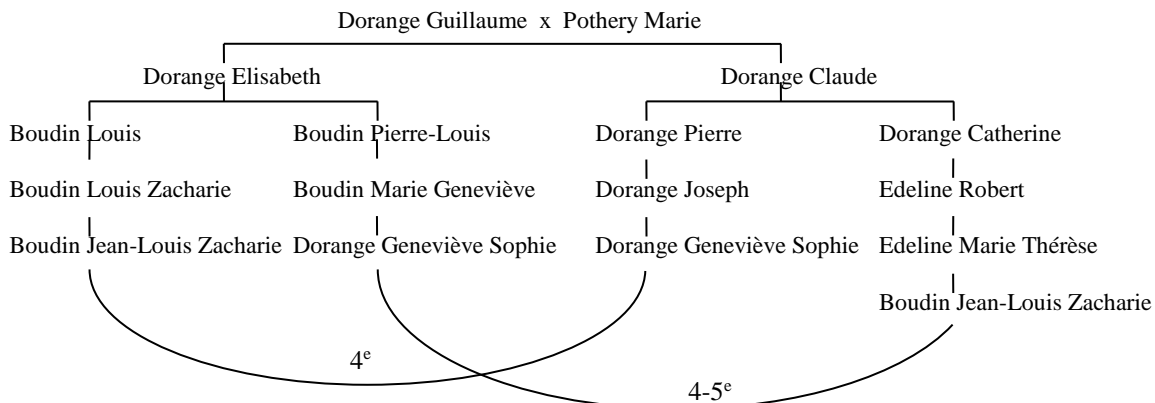 Dorange Guillaume x Pothery Marie
Dorange Elisabeth Dorange Claude
Boudin Louis Boudin Pierre-Louis Dorange Pierre Dorange Catherine
Boudin Louis Zacharie Boudin Marie Geneviève Dorange Joseph Edeline Robert
Boudin Jean-Louis Zacharie Dorange Geneviève Sophie Dorange Geneviève Sophie Edeline Marie Thérèse
Boudin Jean-Louis Zacharie
4e
4-5e